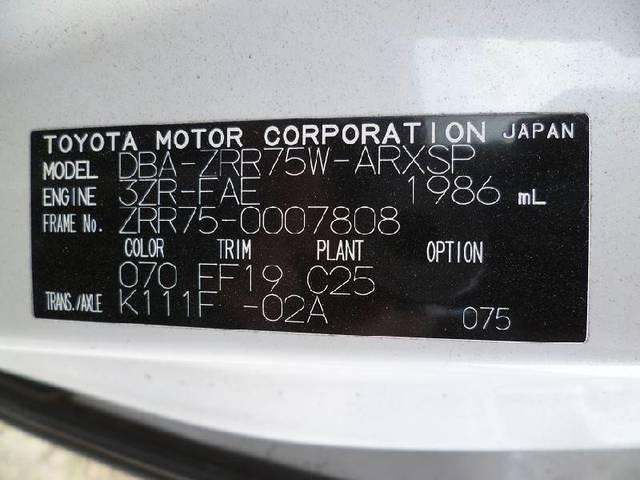 TOYOTA MOTOR CORPORATION JAPAN
MODEL DBA-ZRR75W-ARXSP
ENGINE 3ZR-FAE 1986 mL
FRAME No. ZRR75-0007808
COLOR TRIM PLANT OPTION
070 FF19 C25
TRANS./AXLE K111F -02A 075